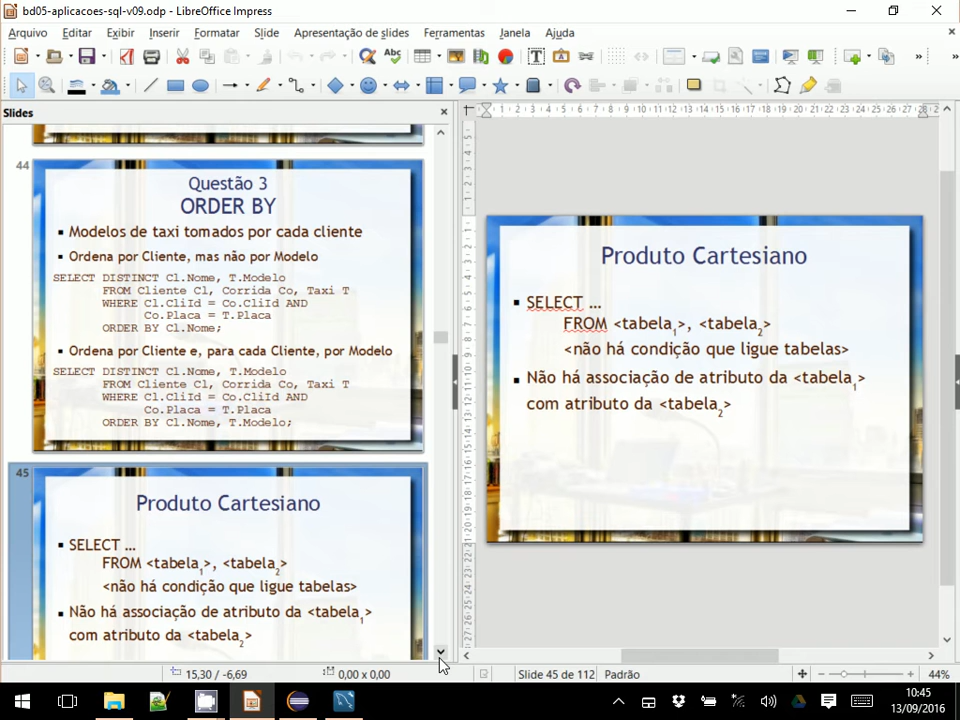 bd05-aplicacoes-sql-v09.odp - LibreOffice Impress
Arquivo Editar Exibir Inserir Formatar Slide Apresentação de slides Ferramentas Janela Ajuda
Slides
44
Questão 3
ORDER BY
▪ Modelos de taxi tomados por cada cliente
▪ Ordena por Cliente, mas não por Modelo
SELECT DISTINCT Cl.Nome, T.Modelo
FROM Cliente Cl, Corrida Co, Taxi T
WHERE Cl.CliId = Co.CliId AND
Co.Placa = T.Placa
ORDER BY Cl.Nome;
▪ Ordena por Cliente e, para cada Cliente, por Modelo
SELECT DISTINCT Cl.Nome, T.Modelo
FROM Cliente Cl, Corrida Co, Taxi T
WHERE Cl.CliId = Co.CliId AND
Co.Placa = T.Placa
ORDER BY Cl.Nome, T.Modelo;
45
Produto Cartesiano
▪ SELECT …
FROM <tabela1>, <tabela2>
<não há condição que ligue tabelas>
▪ Não há associação de atributo da <tabela1>
com atributo da <tabela2>
Produto Cartesiano
▪ SELECT …
FROM <tabela1>, <tabela2>
<não há condição que ligue tabelas>
▪ Não há associação de atributo da <tabela1>
com atributo da <tabela2>
15,30 / -6,69 0,00 x 0,00 Slide 45 de 112 Padrão 44%
10:45
13/09/2016